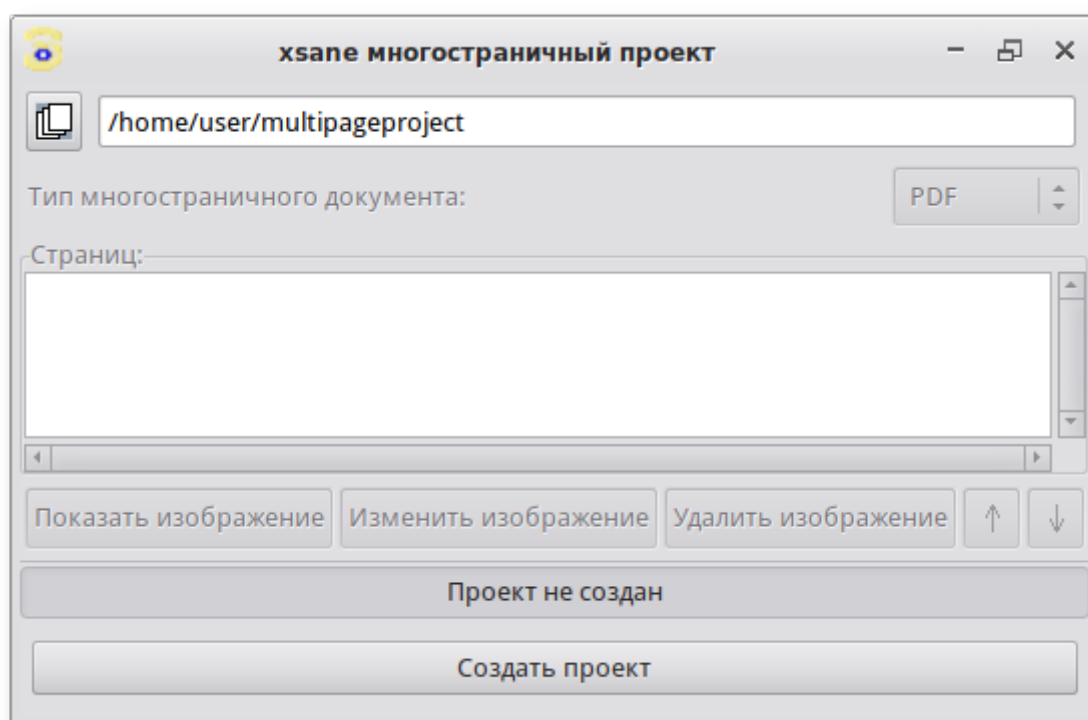 xsane многостраничный проект
/home/user/multipageproject
Тип многостраничного документа: PDF
Страниц:
Показать изображение Изменить изображение Удалить изображение
Проект не создан
Создать проект